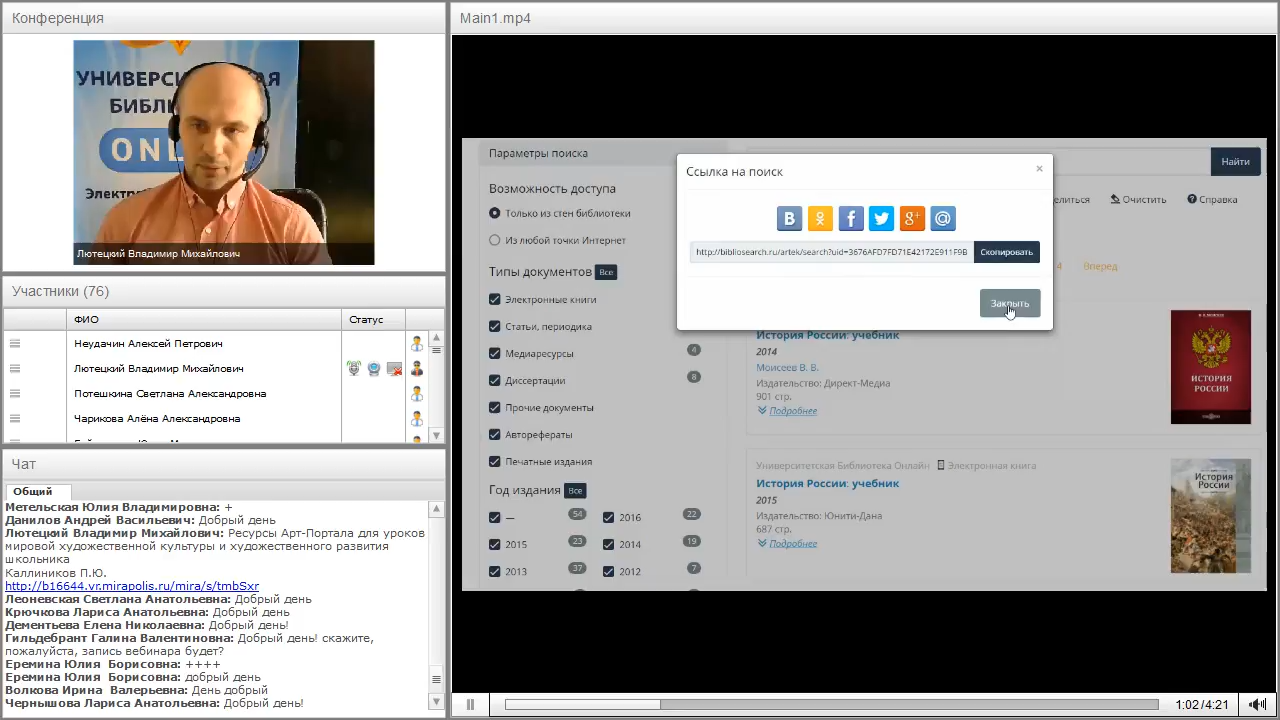 Конференция
УНИВЕРСИТЕТСКАЯ
БИБЛИО
ONL
Электр
Лютецкий Владимир Михайлович
Участники (76)
ФИО
Статус
Неудачин Алексей Петрович
Лютецкий Владимир Михайлович
Потешкина Светлана Александровна
Чарикова Алёна Александровна
Чат
Общий
Метельская Юлия Владимировна: +
Данилов Андрей Васильевич: Добрый день
Лютецкий Владимир Михайлович: Ресурсы Арт-Портала для уроков
мировой художественной культуры и художественного развития
школьника
Каллиников П.Ю.
http://b16644.vr.mirapolis.ru/mira/s/tmbSxr
Леоневская Светлана Анатольевна: Добрый день
Крючкова Лариса Анатольевна: Добрый день
Дементьева Елена Николаевна: Добрый день!
Гильдебрант Галина Валентиновна: Добрый день! скажите,
пожалуйста, запись вебинара будет?
Еремина Юлия Борисовна: ++++
Еремина Юлия Борисовна: добрый день
Волкова Ирина Валерьевна: День добрый
Чернышова Лариса Анатольевна: Добрый день!
Main1.mp4
Параметры поиска
Возможность доступа
Только из стен библиотеки
Из любой точки Интернет
Типы документов Все
Электронные книги
Статьи, периодика
Медиаресурсы 4
Диссертации 8
Прочие документы
Авторефераты
Печатные издания
Год издания Все
— 54 2016 22
2015 23 2014 19
2013 37 2012 7
Ссылка на поиск ×
В f g+ @
http://bibliosearch.ru/artek/search?uid=3676AFD7FD71E42172E911F9B Скопировать
Закрыть
Найти
елиться Очистить Справка
4 Вперед
История России: учебник
2014
Моисеев В. В.
Издательство: Директ-Медиа
901 стр.
Подробнее
ИСТОРИЯ
РОССИИ
Университетская Библиотека Онлайн Электронная книга
История России: учебник
2015
Издательство: Юнити-Дана
687 стр.
Подробнее
История
России
1:02/4:21